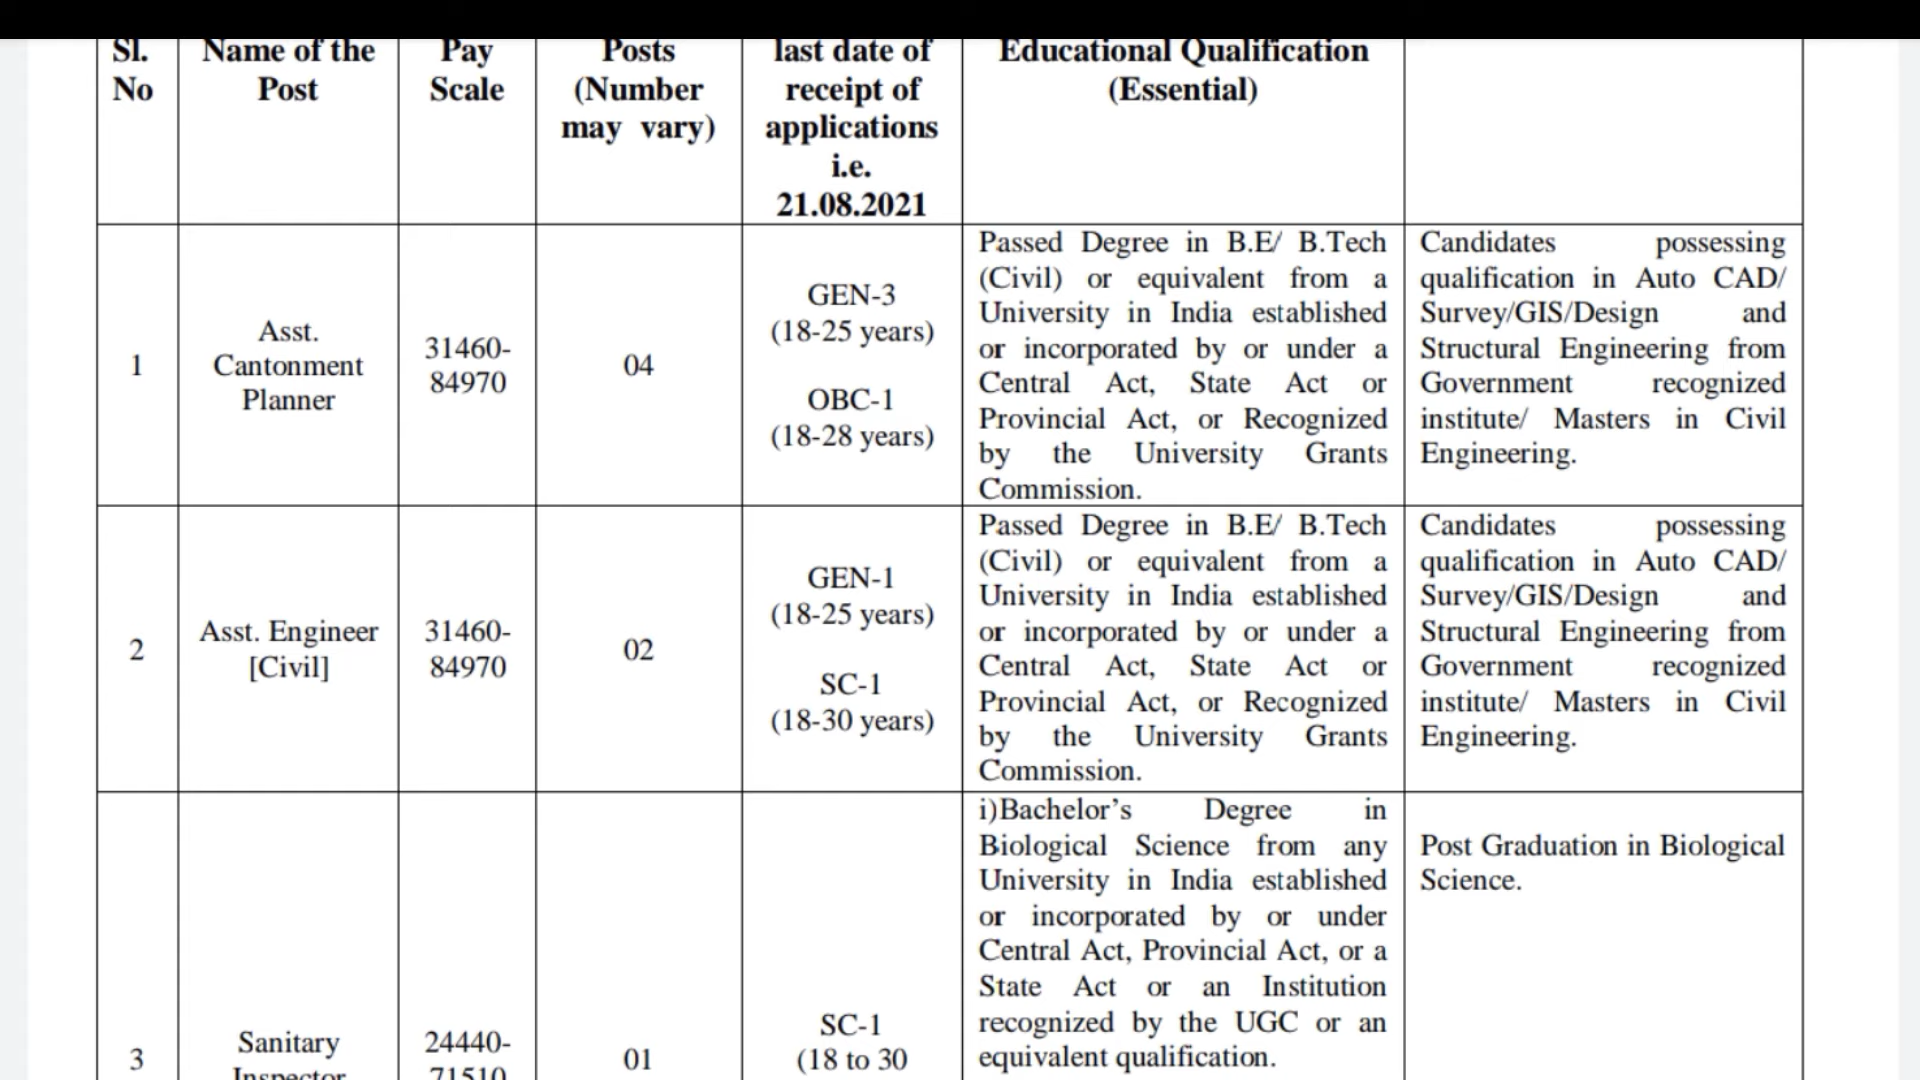 Sl.
No
Name of the
Post
Pay
Scale
Posts
(Number
may vary)
last date of
receipt of
applications
i.e.
21.08.2021
Educational Qualification
(Essential)
1
Asst.
Cantonment
Planner
31460-
84970
04
GEN-3
(18-25 years)
OBC-1
(18-28 years)
Passed Degree in B.E/ B.Tech
(Civil) or equivalent from a
University in India established
or incorporated by or under a
Central Act, State Act or
Provincial Act, or Recognized
by the University Grants
Commission.
Candidates possessing
qualification in Auto CAD/
Survey/GIS/Design and
Structural Engineering from
Government recognized
institute/ Masters in Civil
Engineering.
2
Asst. Engineer
[Civil]
31460-
84970
02
GEN-1
(18-25 years)
SC-1
(18-30 years)
Passed Degree in B.E/ B.Tech
(Civil) or equivalent from a
University in India established
or incorporated by or under a
Central Act, State Act or
Provincial Act, or Recognized
by the University Grants
Commission.
Candidates possessing
qualification in Auto CAD/
Survey/GIS/Design and
Structural Engineering from
Government recognized
institute/ Masters in Civil
Engineering.
3
Sanitary
Inspector
24440-
71510
01
SC-1
(18 to 30
i)Bachelor’s Degree in
Biological Science from any
University in India established
or incorporated by or under
Central Act, Provincial Act, or a
State Act or an Institution
recognized by the UGC or an
equivalent qualification.
Post Graduation in Biological
Science.